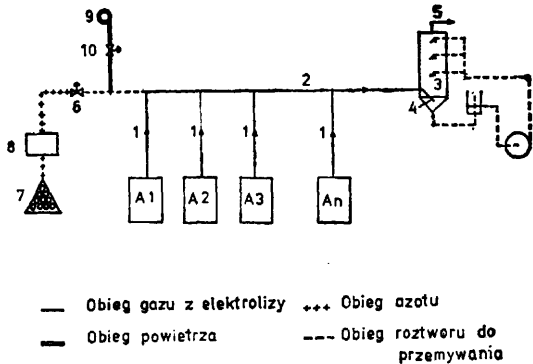 9
5
10
2
3
6
4
8
1
1
1
1
7
A1
A2
A3
An
Obieg gazu z elektrolizy
Obieg azotu
Obieg powietrza
Obieg roztworu do
przemywania